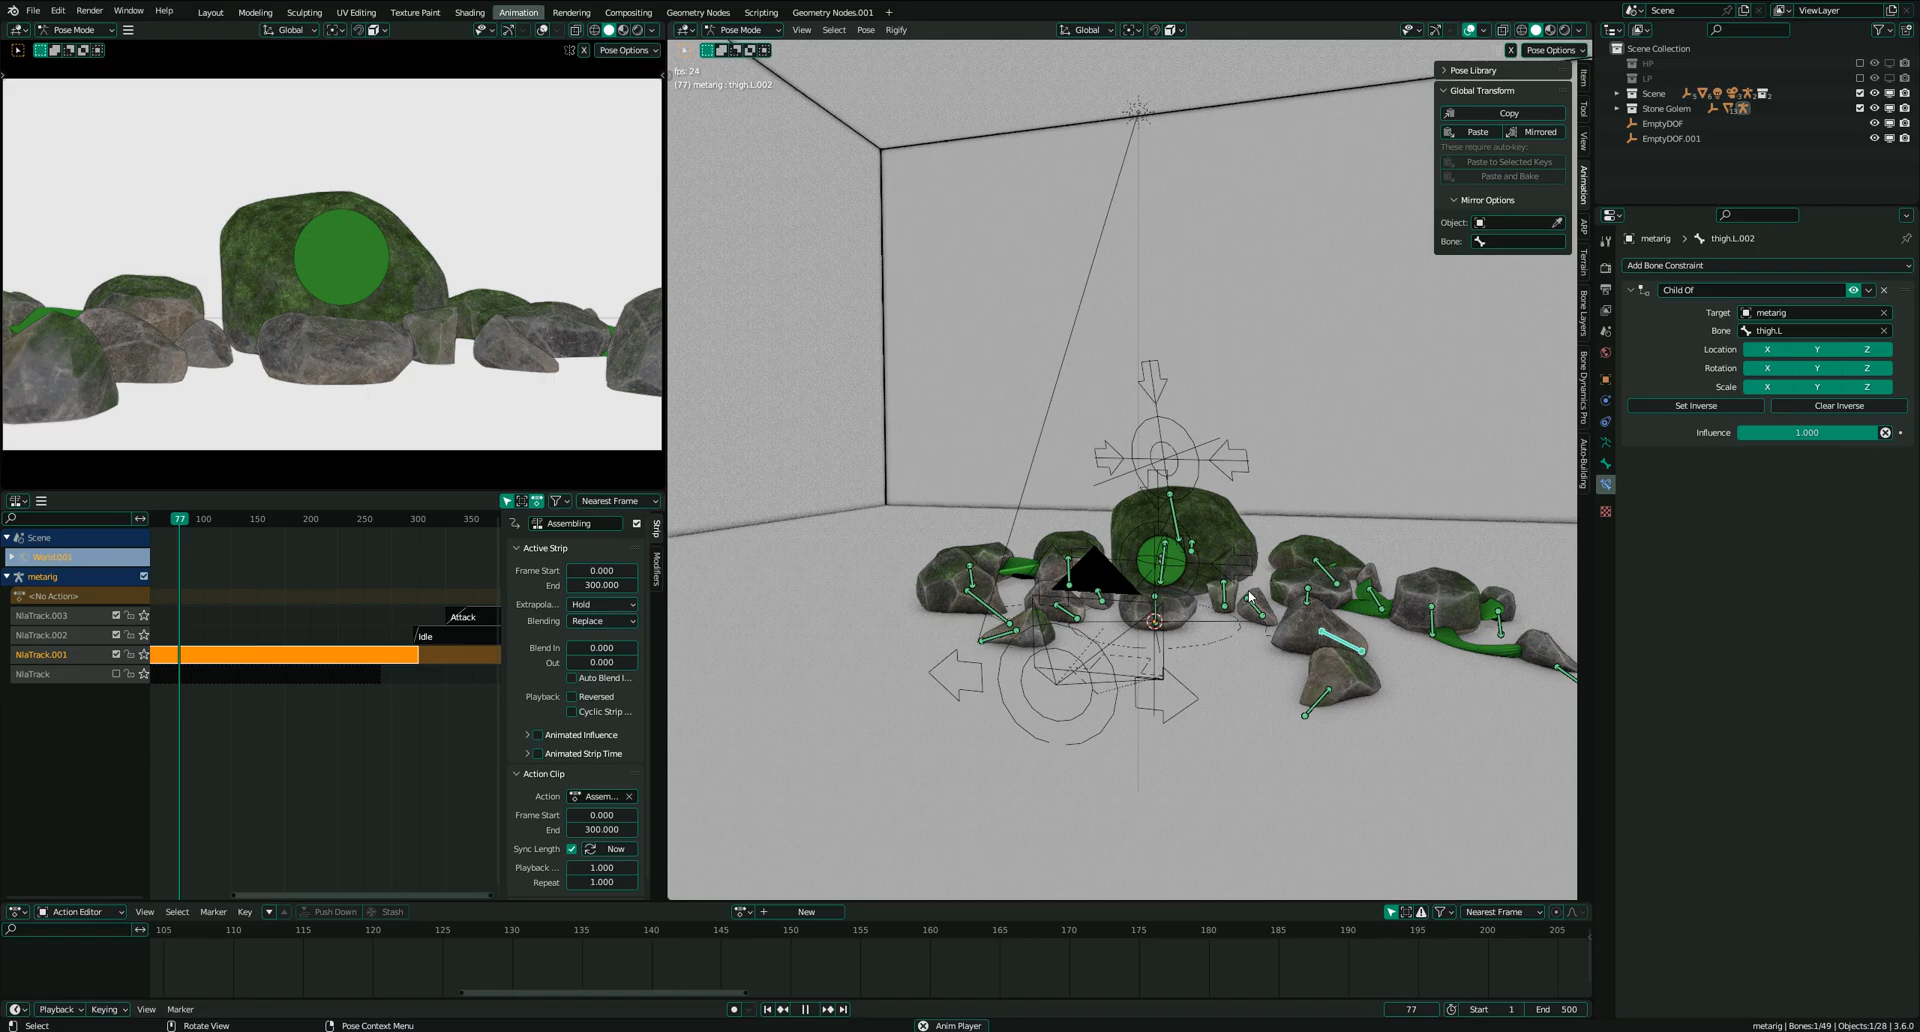 File Edit Render Window Help Layout Modeling Sculpting UV Editing Texture Paint Shading Animation Rendering Compositing Geometry Nodes Scripting Geometry Nodes.001 + Scene ViewLayer
Pose Mode Global
Pose Options
Pose Mode View Select Pose Rigify Global
X Pose Options
fps: 24
(77) metarig : thigh.L.002
Pose Library
Global Transform
Copy
Paste Mirrored
These require auto-key:
Paste to Selected Keys
Paste and Bake
Mirror Options
Object:
Bone:
Item
Tool
View
Animation
ARP
Terrain
Bone Layers
Bone Dynamics Pro
Auto-Building
Scene Collection
HP
LP
Scene
Stone Golem
EmptyDOF
EmptyDOF.001
metarig > thigh.L.002
Add Bone Constraint
Child Of
Target metarig
Bone thigh.L
Location X Y Z
Rotation X Y Z
Scale X Y Z
Set Inverse Clear Inverse
Influence 1.000
Nearest Frame
77 100 150 200 250 300 350
Scene
World.001
metarig
<No Action>
NlaTrack.003 Attack
NlaTrack.002 Idle
NlaTrack.001
NlaTrack
Assembling
Active Strip
Frame Start 0.000
End 300.000
Extrapola... Hold
Blending Replace
Blend In 0.000
Out 0.000
Auto Blend I...
Playback Reversed
Cyclic Strip ...
Animated Influence
Animated Strip Time
Action Clip
Action Assem...
Frame Start 0.000
End 300.000
Sync Length Now
Playback ... 1.000
Repeat 1.000
Strip
Modifiers
Action Editor View Select Marker Key Push Down Stash + New Nearest Frame
105 110 115 120 125 130 135 140 145 150 155 160 165 170 175 180 185 190 195 200 205
Playback Keying View Marker 77 Start 1 End 500
Select Rotate View Pose Context Menu Anim Player metarig | Bones:1/49 | Objects:1/28 | 3.6.0